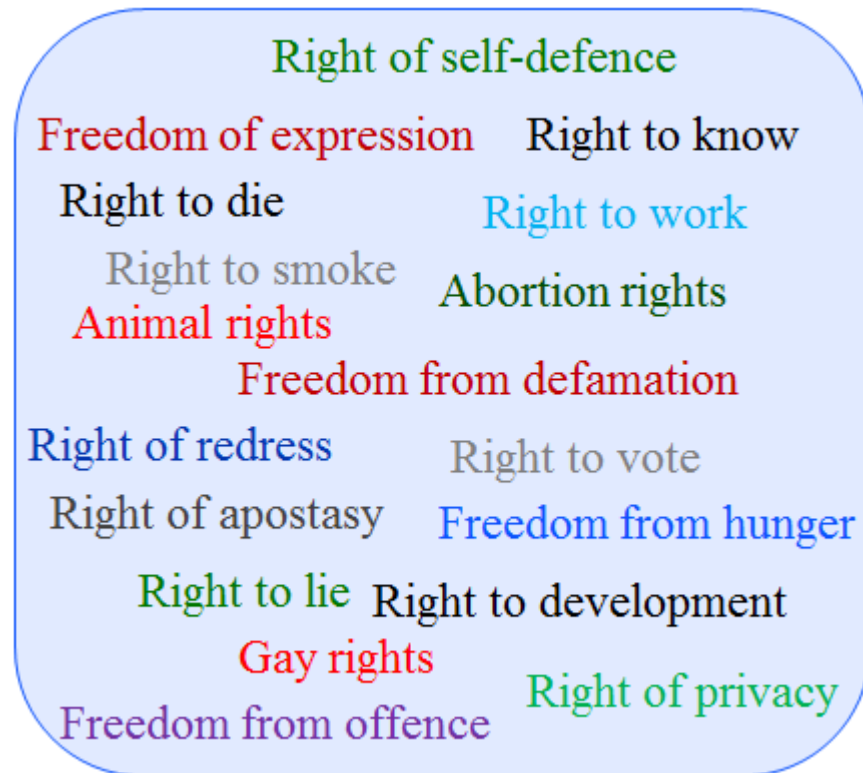 Right of self-defence
Freedom of expression
Right to know
Right to die
Right to work
Right to smoke
Abortion rights
Animal rights
Freedom from defamation
Right of redress
Right to vote
Right of apostasy
Freedom from hunger
Right to lie
Right to development
Gay rights
Right of privacy
Freedom from offence